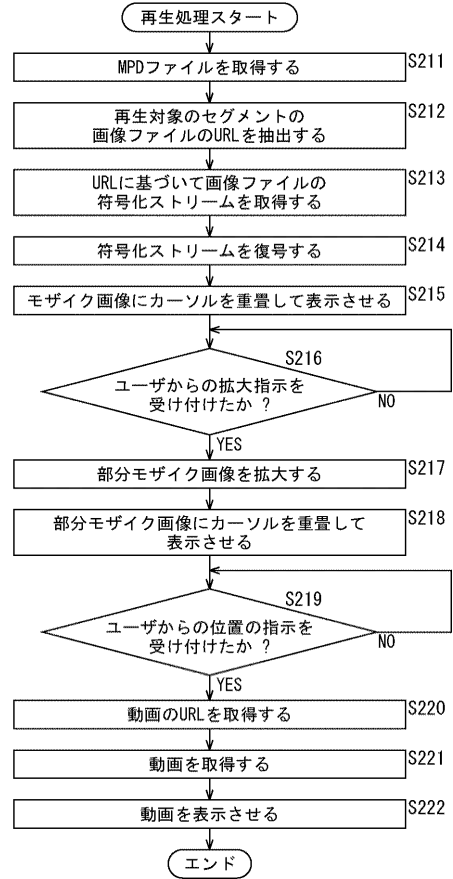 再生処理スタート
MPDファイルを取得する
S211
再生対象のセグメントの
画像ファイルのURLを抽出する
S212
URLに基づいて画像ファイルの
符号化ストリームを取得する
S213
符号化ストリームを復号する
S214
モザイク画像にカーソルを重畳して表示させる
S215
S216
ユーザからの拡大指示を
受け付けたか ?
NO
YES
部分モザイク画像を拡大する
S217
部分モザイク画像にカーソルを重畳して
表示させる
S218
S219
ユーザからの位置の指示を
受け付けたか ?
NO
YES
動画のURLを取得する
S220
動画を取得する
S221
動画を表示させる
S222
エンド